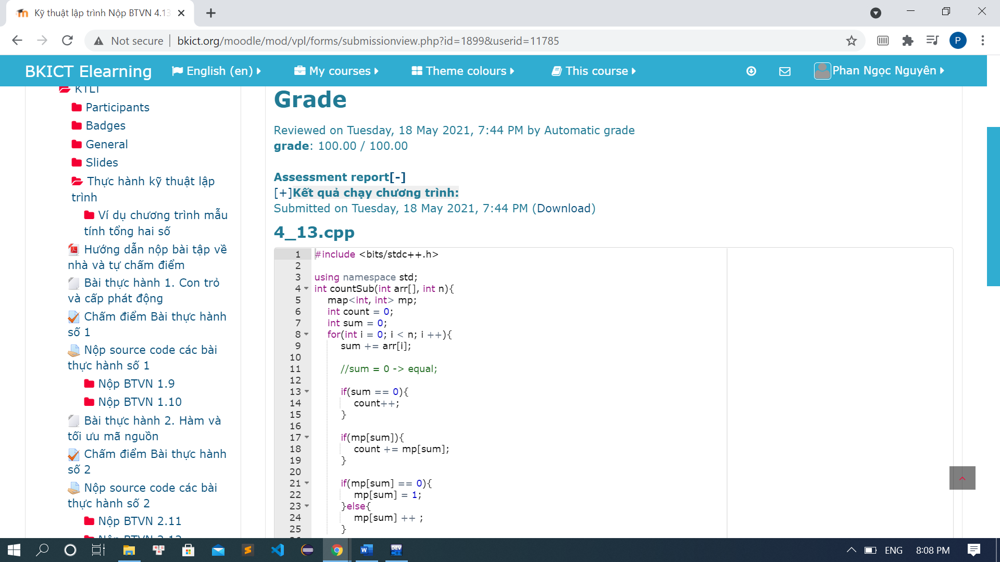 Kỹ thuật lập trình Nộp BTVN 4.13
Not secure
bkict.org/moodle/mod/vpl/forms/submissionview.php?id=1899&userid=11785
P
BKICT Elearning
English (en)
My courses
Theme colours
This course
Phan Ngọc Nguyên
KTLT
Participants
Badges
General
Slides
Thực hành kỹ thuật lập
trình
Ví dụ chương trình mẫu
tính tổng hai số
Hướng dẫn nộp bài tập về
nhà và tự chấm điểm
Bài thực hành 1. Con trỏ
và cấp phát động
Chấm điểm Bài thực hành
số 1
Nộp source code các bài
thực hành số 1
Nộp BTVN 1.9
Nộp BTVN 1.10
Bài thực hành 2. Hàm và
tối ưu mã nguồn
Chấm điểm Bài thực hành
số 2
Nộp source code các bài
thực hành số 2
Nộp BTVN 2.11
Grade
Reviewed on Tuesday, 18 May 2021, 7:44 PM by Automatic grade
grade: 100.00 / 100.00
Assessment report[-]
[+]Kết quả chạy chương trình:
Submitted on Tuesday, 18 May 2021, 7:44 PM (Download)
4_13.cpp
1 #include <bits/stdc++.h>
2
3 using namespace std;
4 int countSub(int arr[], int n){
5 map<int, int> mp;
6 int count = 0;
7 int sum = 0;
8 for(int i = 0; i < n; i ++){
9 sum += arr[i];
10
11 //sum = 0 -> equal;
12
13 if(sum == 0){
14 count++;
15 }
16
17 if(mp[sum]){
18 count += mp[sum];
19 }
20
21 if(mp[sum] == 0){
22 mp[sum] = 1;
23 }else{
24 mp[sum] ++ ;
25 }
W
DEV
ENG
8:08 PM